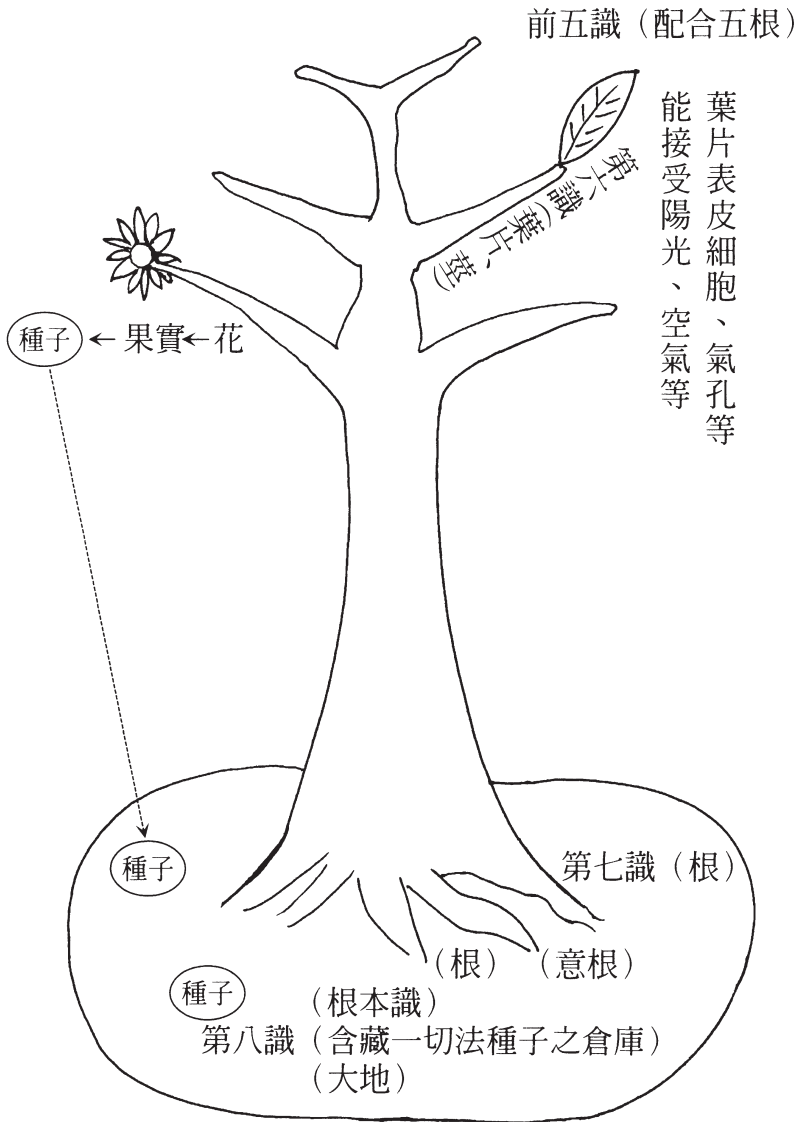 前五識（配合五根）
葉片表皮細胞、氣孔等
能接受陽光、空氣等
第六識（葉片、莖）
種子←果實←花
種子
第七識（根）
（根）（意根）
種子
（根本識）
第八識（含藏一切法種子之倉庫）
（大地）